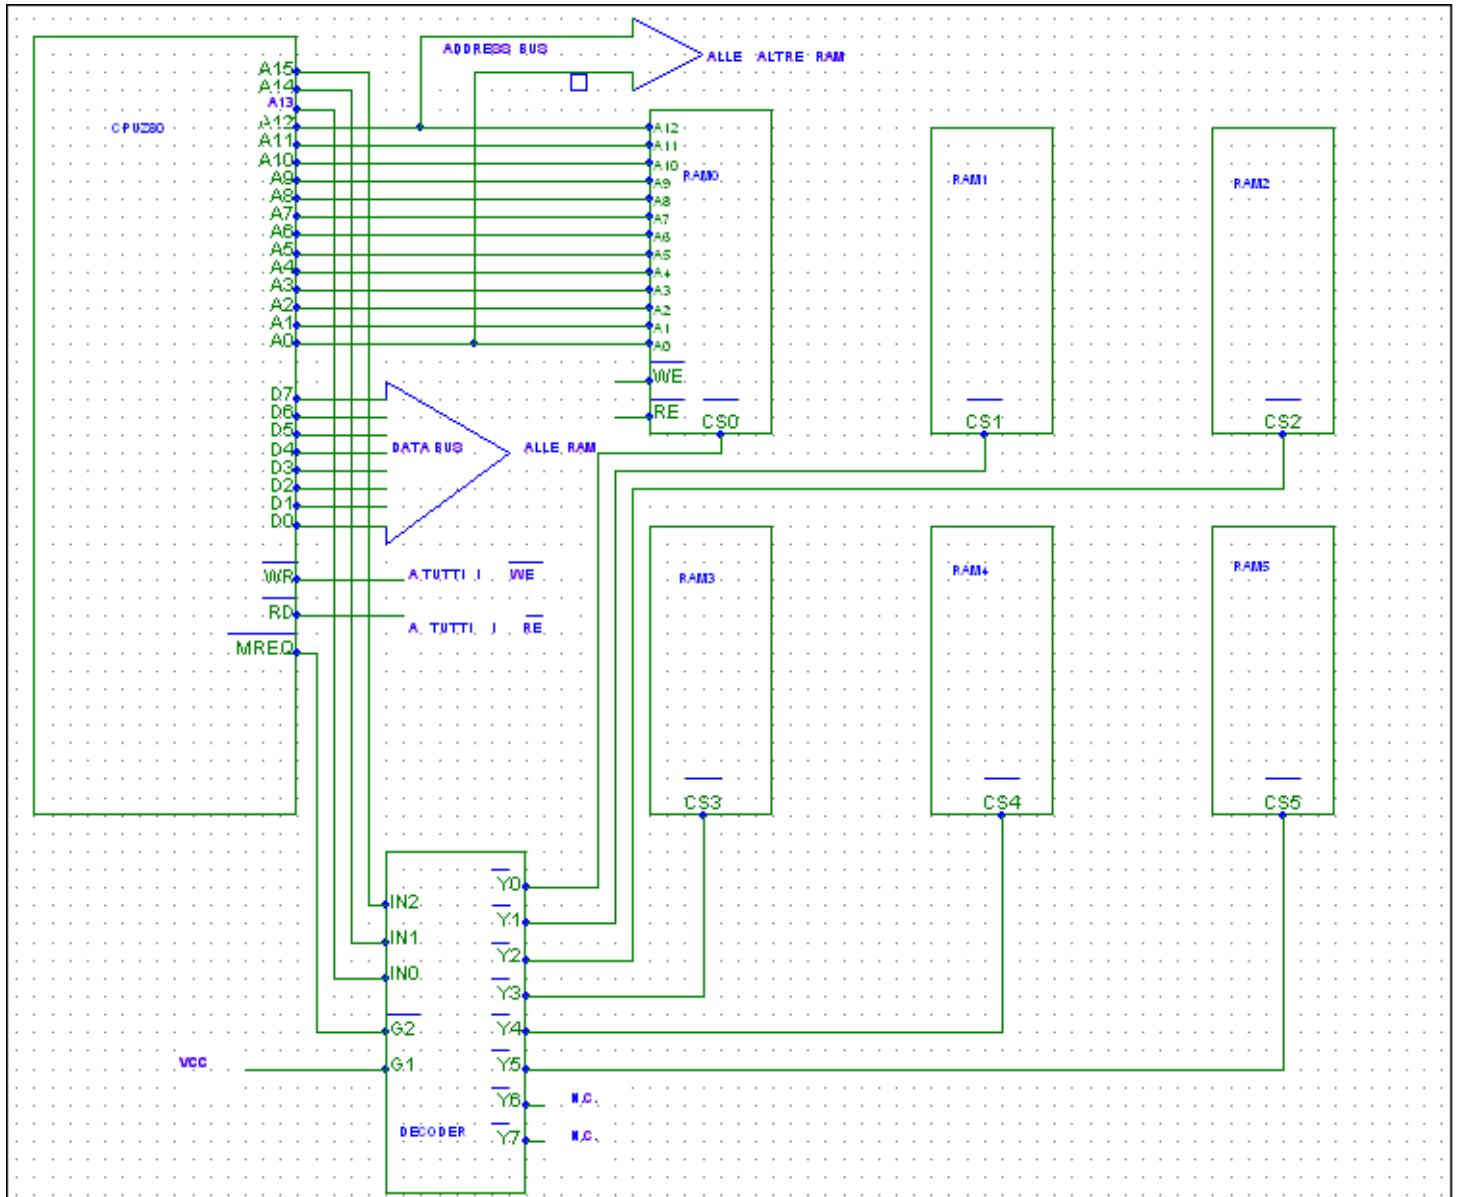 ADDRESS BUS
ALLE ALTRE RAM
CPUZ80
A15
A14
A13
A12
A11
A10
A9
A8
A7
A6
A5
A4
A3
A2
A1
A0
D7
D6
D5
D4
D3
D2
D1
D0
WR
RD
MREQ
A12
A11
A10
A9
A8
A7
A6
A5
A4
A3
A2
A1
A0
WE
RE
RAM0
CS0
RAM1
CS1
RAM2
CS2
DATA BUS
ALLE RAM
A TUTTI I WE
A TUTTI I RE
RAM3
CS3
RAM4
CS4
RAM5
CS5
IN2
IN1
IN0
G2
G1
VCC
DECODER
Y0
Y1
Y2
Y3
Y4
Y5
Y6
Y7
N.C.
N.C.